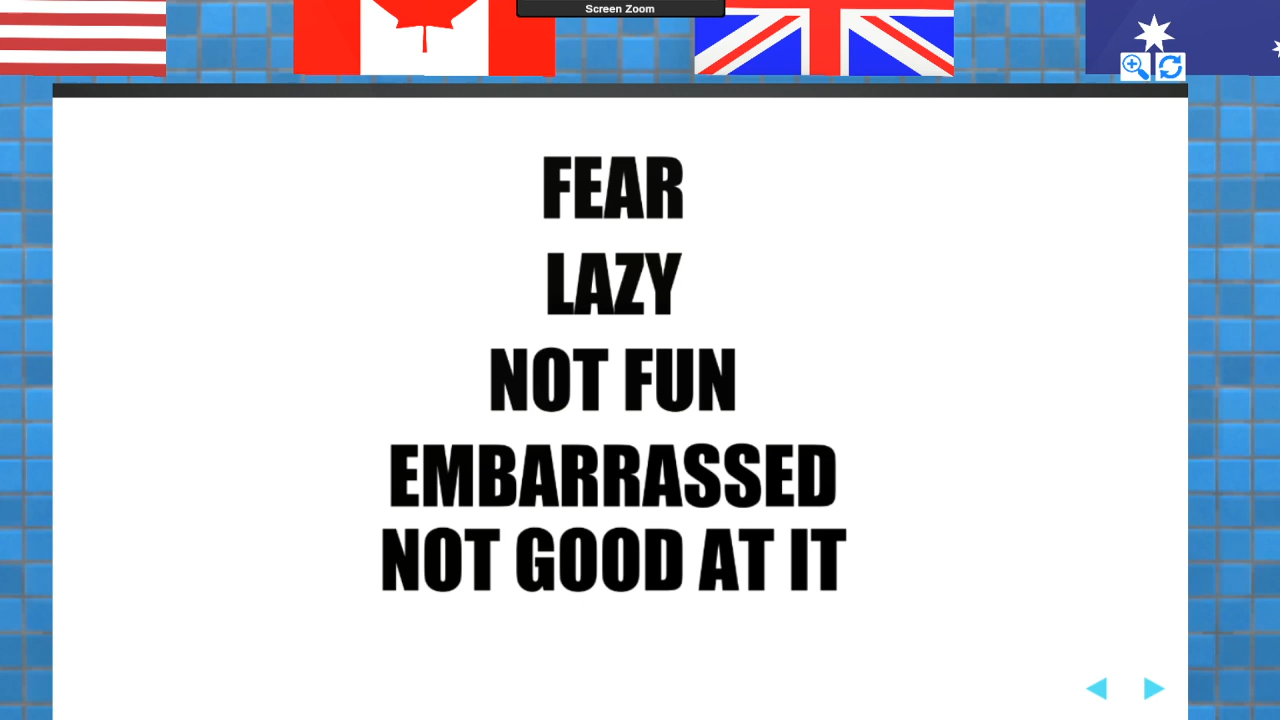 Screen Zoom
FEAR
LAZY
NOT FUN
EMBARRASSED
NOT GOOD AT IT